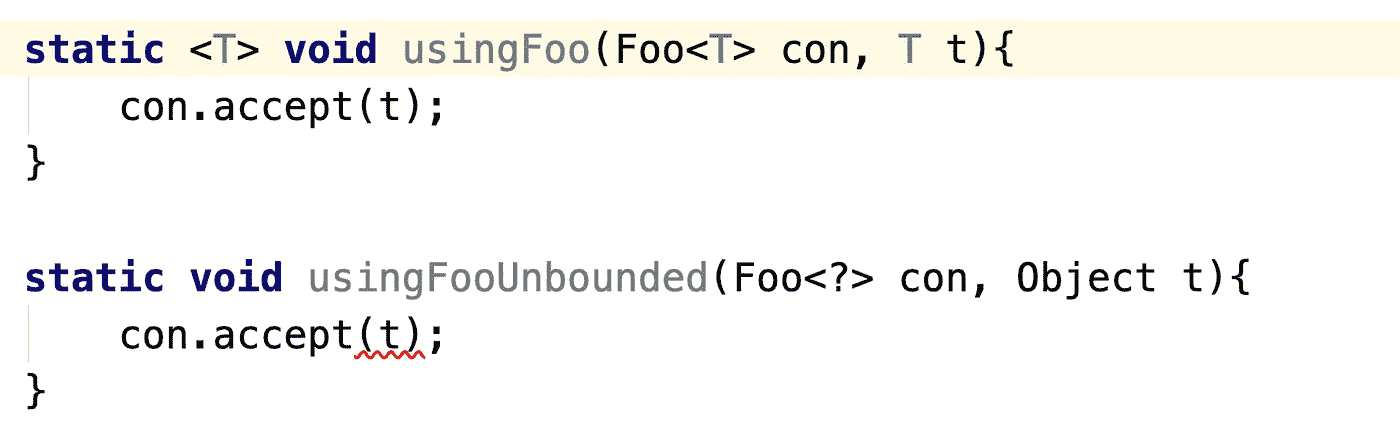 static <T> void usingFoo(Foo<T> con, T t){
    con.accept(t);
}
static void usingFooUnbounded(Foo<?> con, Object t){
    con.accept(t);
}